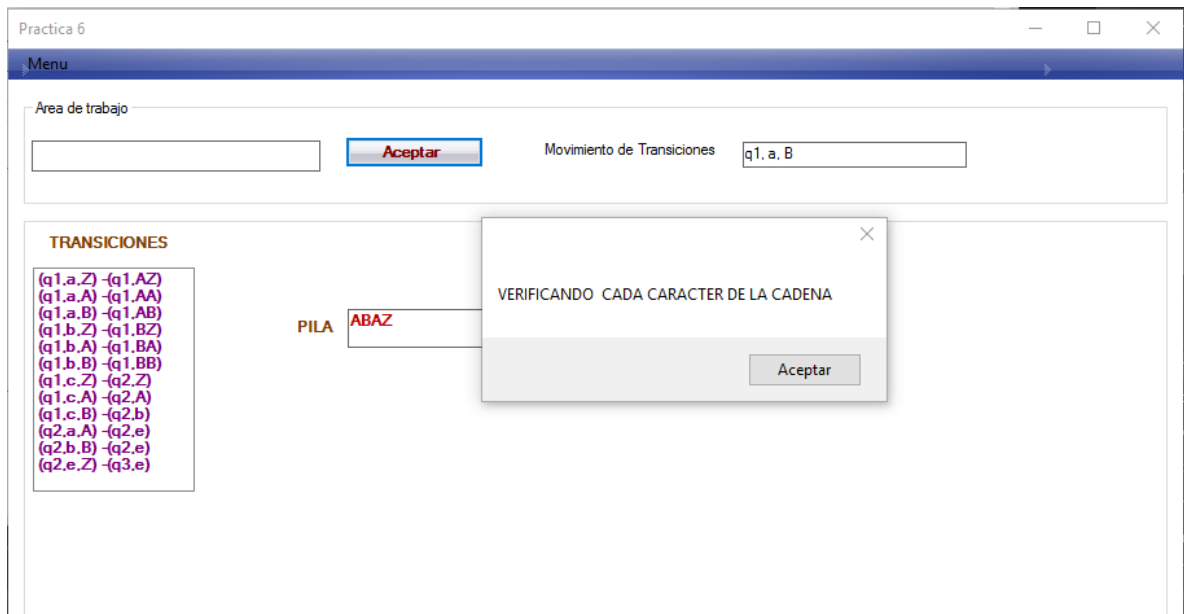 Practica 6
Menu
Area de trabajo
Aceptar
Movimiento de Transiciones
q1, a, B
TRANSICIONES
(q1,a,Z) -(q1,AZ)
(q1,a,A) -(q1,AA)
(q1,a,B) -(q1,AB)
(q1,b,Z) -(q1,BZ)
(q1,b,A) -(q1,BA)
(q1,b,B) -(q1,BB)
(q1,c,Z) -(q2,Z)
(q1,c,A) -(q2,A)
(q1,c,B) -(q2,b)
(q2,a,A) -(q2,e)
(q2,b,B) -(q2,e)
(q2,e,Z) -(q3,e)
PILA
ABAZ
VERIFICANDO CADA CARACTER DE LA CADENA
Aceptar